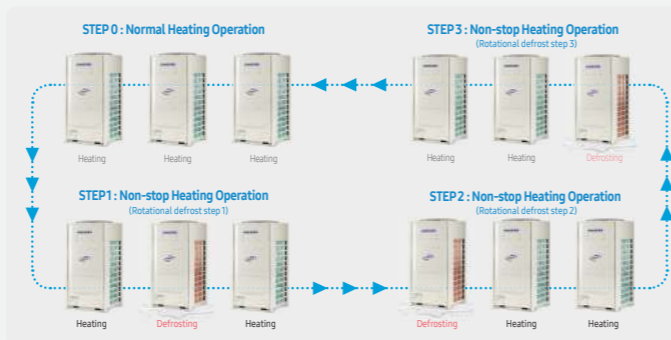 STEP 0 : Normal Heating Operation
Heating
Heating
Heating
STEP 3 : Non-stop Heating Operation
(Rotational defrost step 3)
Heating
Heating
Defrosting
STEP 1 : Non-stop Heating Operation
(Rotational defrost step 1)
Heating
Defrosting
Heating
STEP 2 : Non-stop Heating Operation
(Rotational defrost step 2)
Defrosting
Heating
Heating